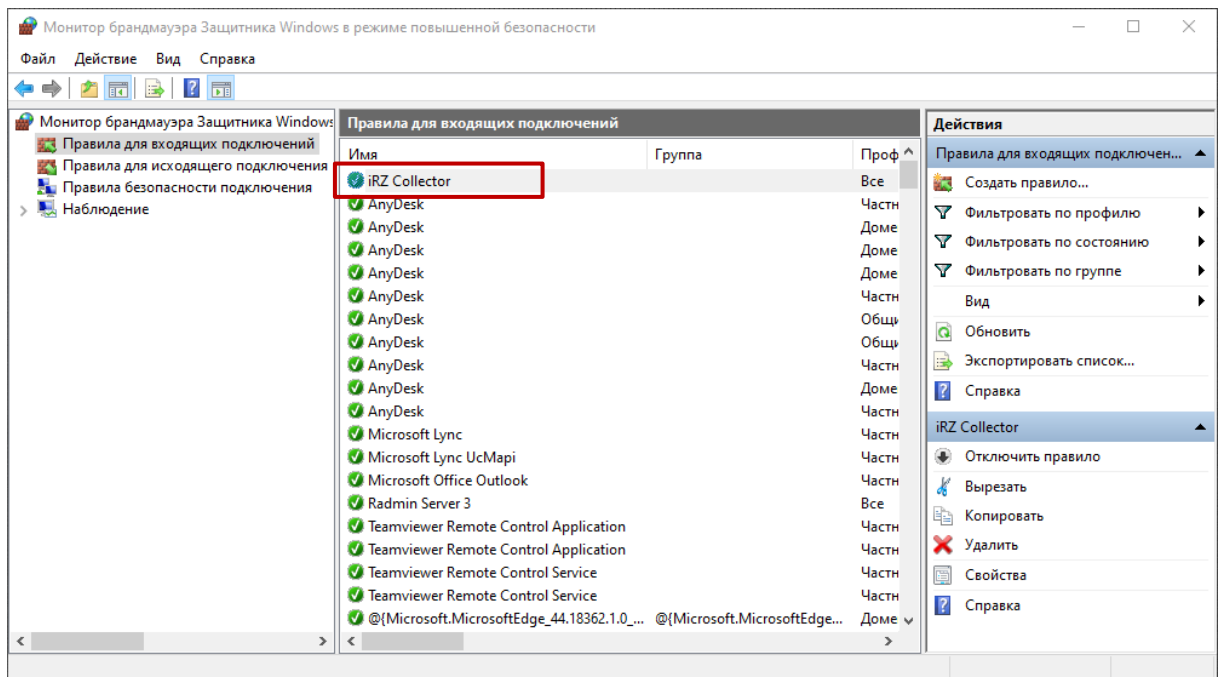 Монитор брандмауэра Защитника Windows в режиме повышенной безопасности
Файл Действие Вид Справка
Монитор брандмауэра Защитника Windows
Правила для входящих подключений
Правила для исходящего подключения
Правила безопасности подключения
Наблюдение
Правила для входящих подключений
Имя Группа Проф
iRZ Collector Все
AnyDesk Частн
AnyDesk Доме
AnyDesk Доме
AnyDesk Доме
AnyDesk Частн
AnyDesk Общи
AnyDesk Общи
AnyDesk Частн
AnyDesk Доме
AnyDesk Частн
Microsoft Lync Частн
Microsoft Lync UcMapi Частн
Microsoft Office Outlook Частн
Radmin Server 3 Все
Teamviewer Remote Control Application Частн
Teamviewer Remote Control Application Частн
Teamviewer Remote Control Service Частн
Teamviewer Remote Control Service Частн
@{Microsoft.MicrosoftEdge_44.18362.1.0_... @{Microsoft.MicrosoftEdge... Доме
Действия
Правила для входящих подключен...
Создать правило...
Фильтровать по профилю
Фильтровать по состоянию
Фильтровать по группе
Вид
Обновить
Экспортировать список...
Справка
iRZ Collector
Отключить правило
Вырезать
Копировать
Удалить
Свойства
Справка